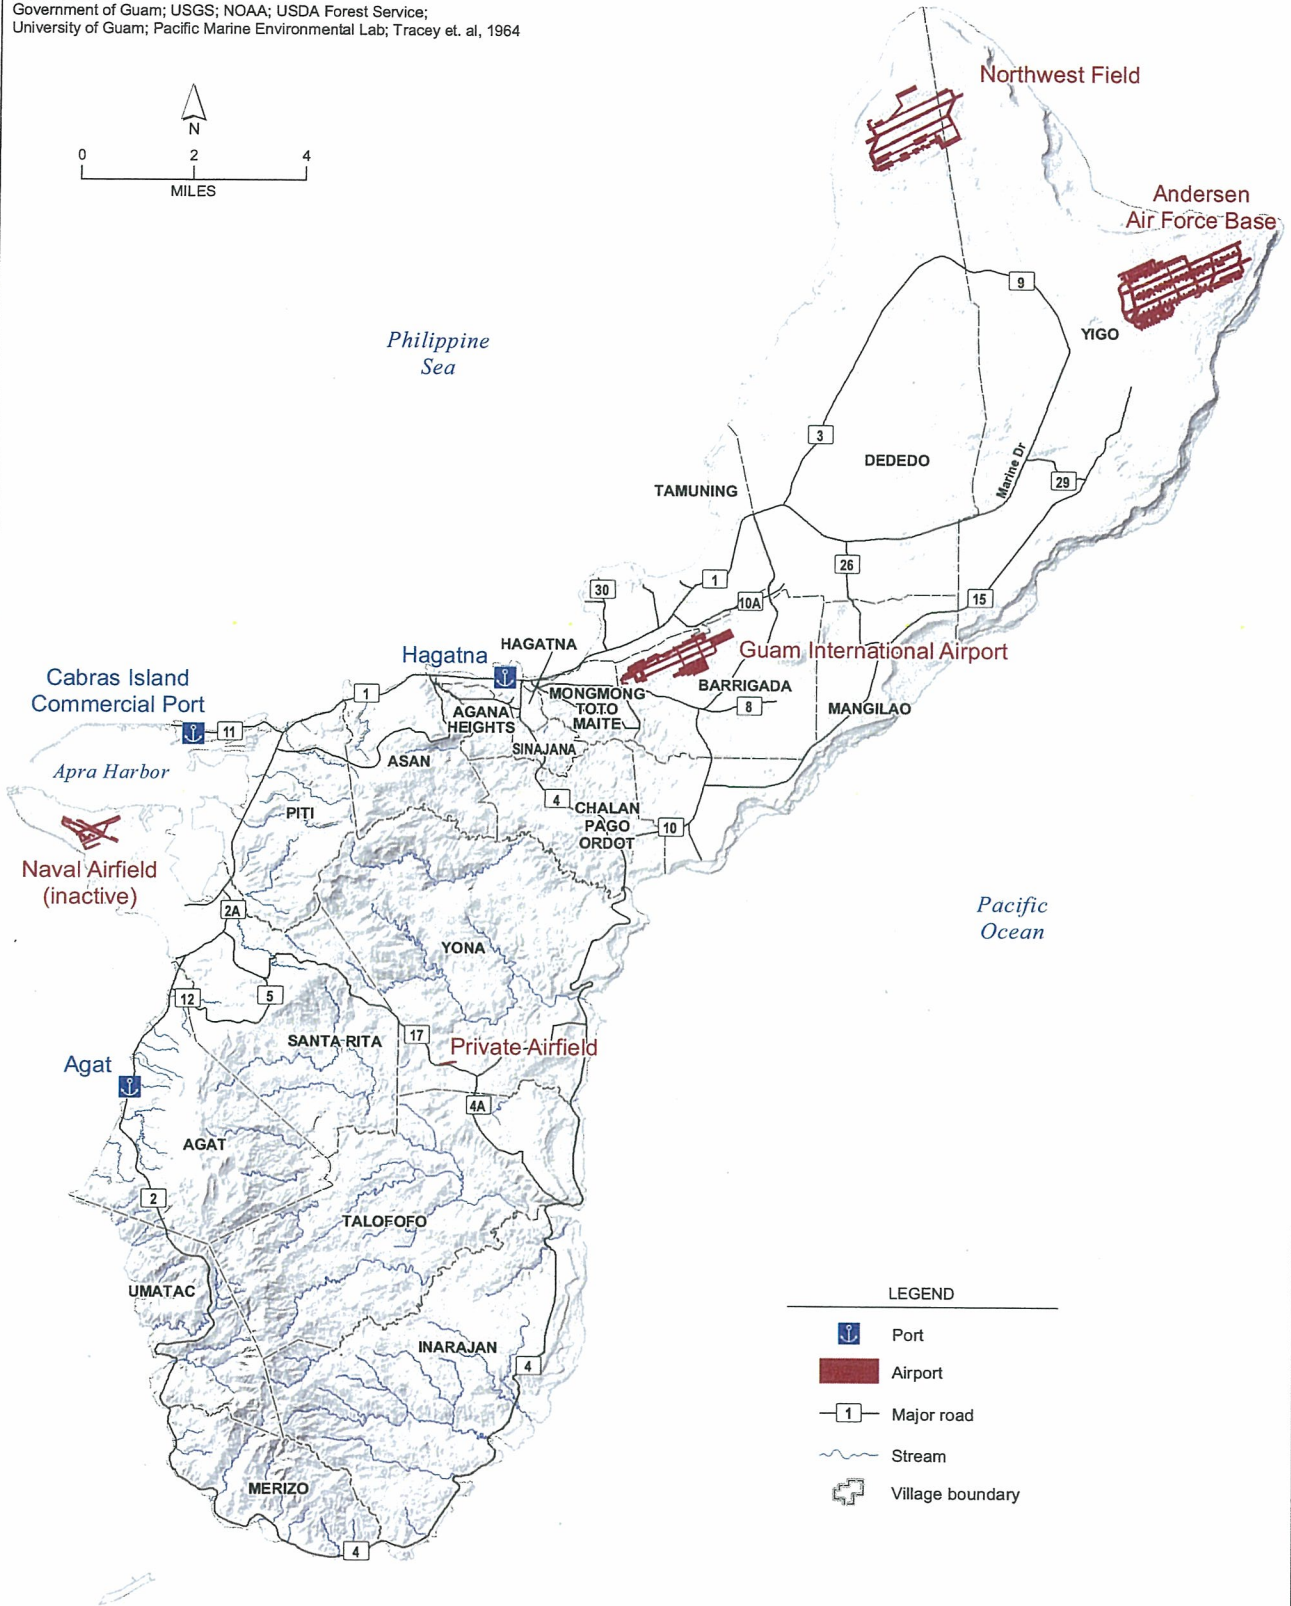 Government of Guam; USGS; NOAA; USDA Forest Service;
University of Guam; Pacific Marine Environmental Lab; Tracey et. al, 1964
Northwest Field
N
0 2 4
MILES
Andersen
Air Force Base
9
YIGO
Philippine
Sea
3
DEDEDO
Marine Dr
29
TAMUNING
26
1
30
10A
15
HAGATNA
Hagatna
Guam International Airport
Cabras Island
Commercial Port
1
BARRIGADA
MONGMONG
TOTO
MAITE
8
MANGILAO
AGANA
HEIGHTS
11
SINAJANA
ASAN
Apra Harbor
4
PITI
CHALAN
PAGO
ORDOT
10
Naval Airfield
(inactive)
2A
Pacific
Ocean
YONA
12
5
17
SANTA RITA
Private Airfield
Agat
4A
AGAT
2
TALOFOFO
UMATAC
INARAJAN
4
MERIZO
4
LEGEND
Port
Airport
1 Major road
Stream
Village boundary